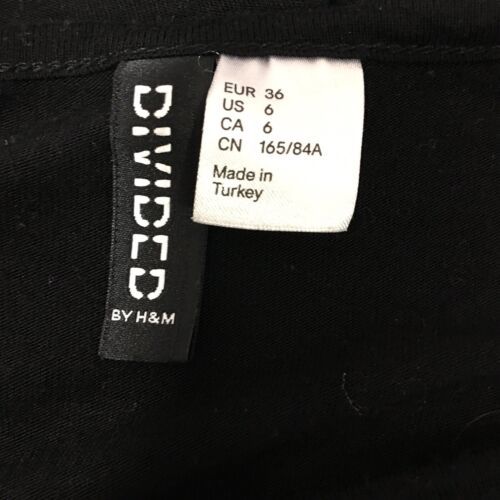 DIVIDED
BY H&M
EUR 36
US 6
CA 6
CN 165/84A
Made in
Turkey